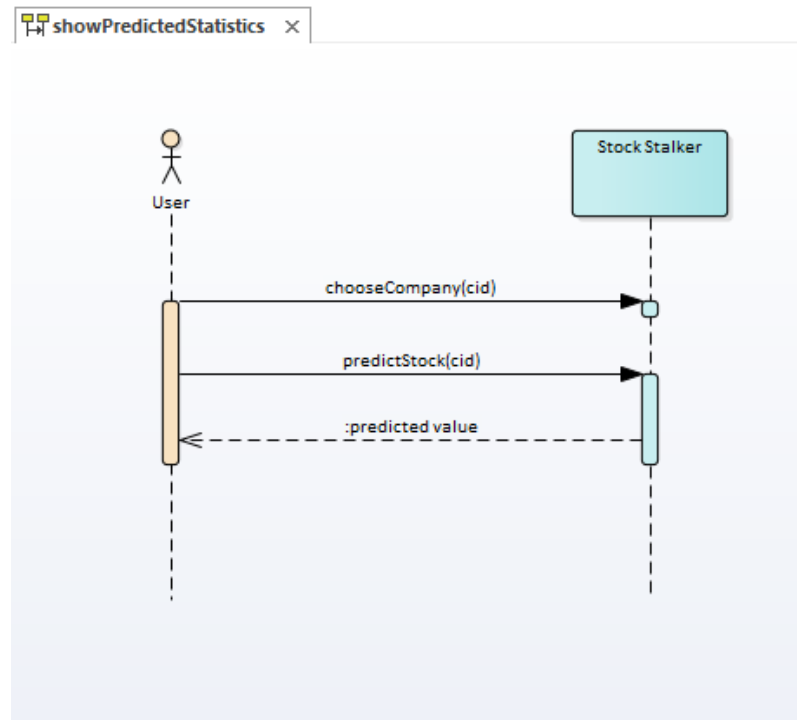 showPredictedStatistics
User
Stock Stalker
chooseCompany(cid)
predictStock(cid)
:predicted value